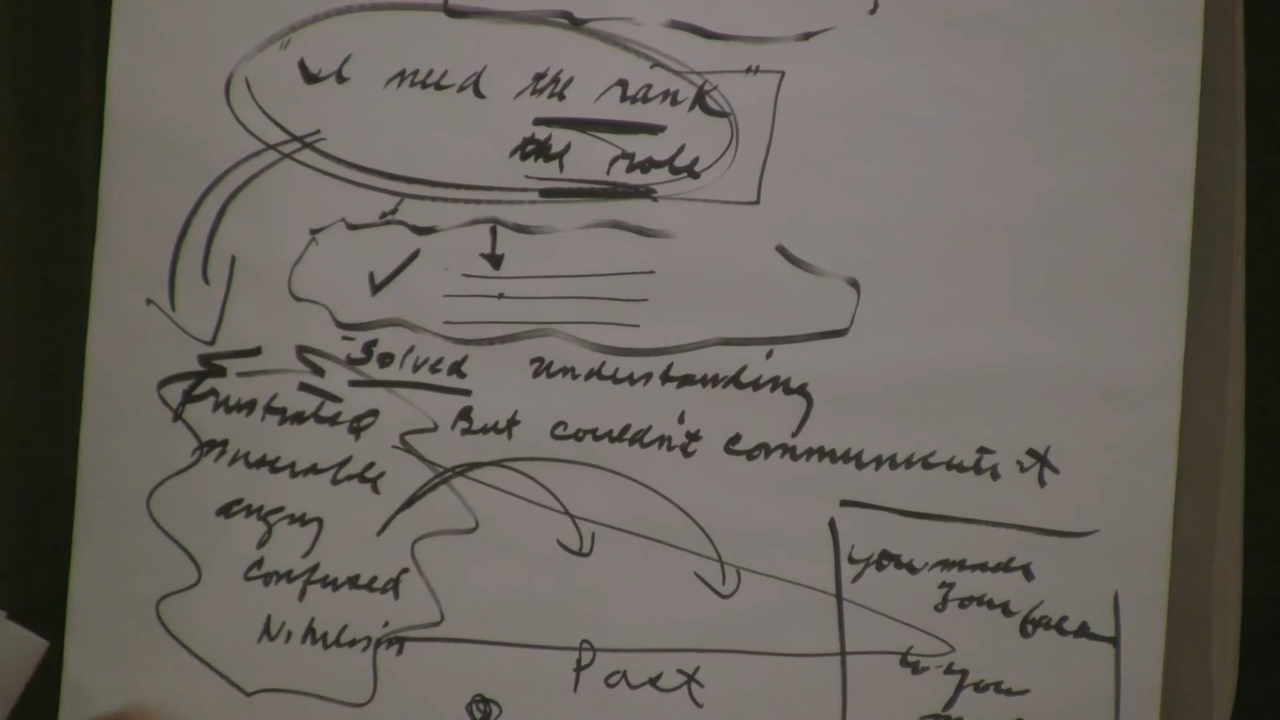 "I need the rank"
the role
Solved understanding
But couldn't communicate it
Frustrated
Miserable
angry
Confused
Nihilism
Past
You made
Your
to you